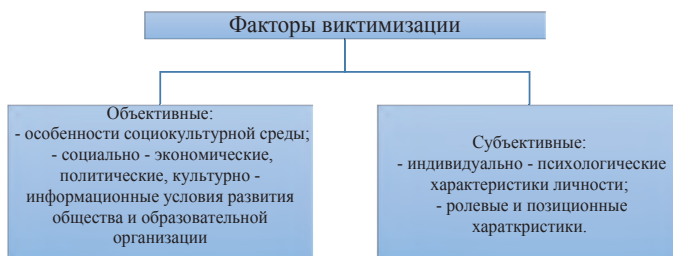 Факторы виктимизации
Объективные:
- особенности социокультурной среды;
- социально - экономические,
политические, культурно -
информационные условия развития
общества и образовательной
организации
Субъективные:
- индивидуально - психологические
характеристики личности;
- ролевые и позиционные
хараткристики.